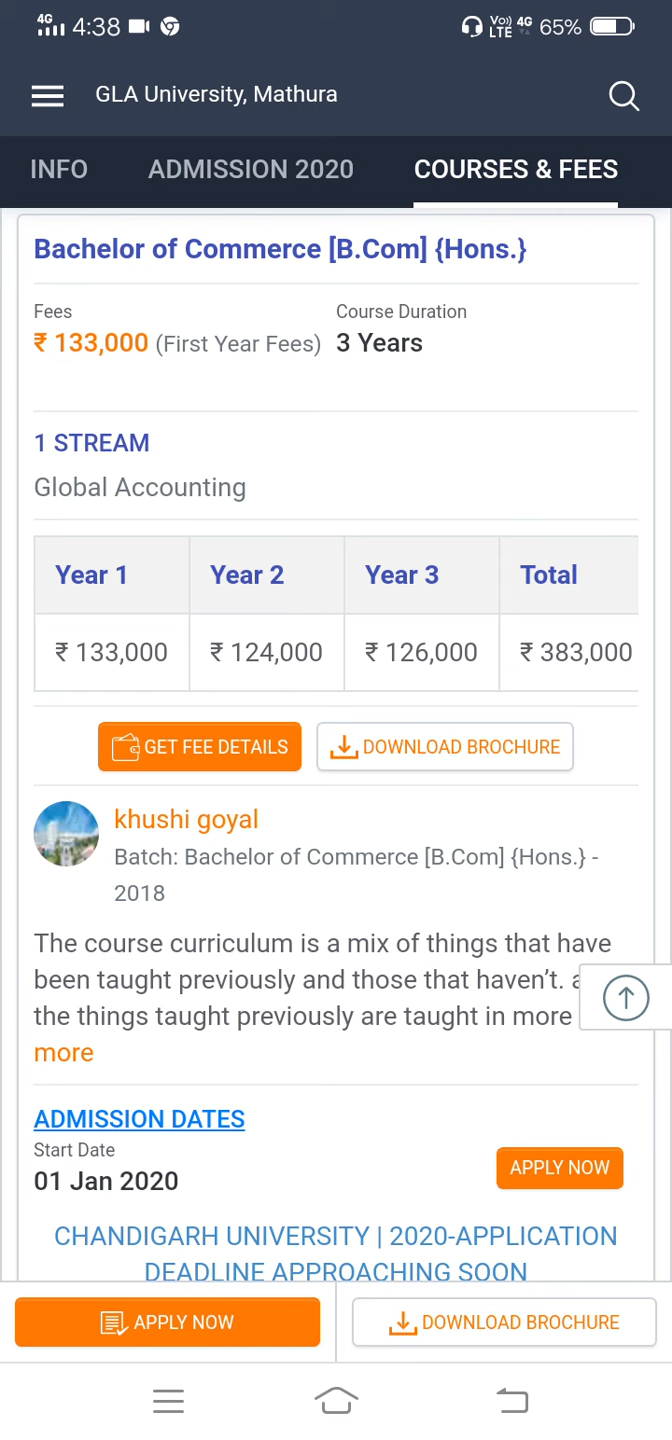 4G 4:38 Vo) LTE 4G 65%
GLA University, Mathura
INFO ADMISSION 2020 COURSES & FEES
Bachelor of Commerce [B.Com] {Hons.}
Fees Course Duration
₹ 133,000 (First Year Fees) 3 Years
1 STREAM
Global Accounting
Year 1 Year 2 Year 3 Total
₹ 133,000 ₹ 124,000 ₹ 126,000 ₹ 383,000
GET FEE DETAILS DOWNLOAD BROCHURE
khushi goyal
Batch: Bachelor of Commerce [B.Com] {Hons.} -
2018
The course curriculum is a mix of things that have
been taught previously and those that haven't.
the things taught previously are taught in more
more
ADMISSION DATES
Start Date
01 Jan 2020 APPLY NOW
CHANDIGARH UNIVERSITY | 2020-APPLICATION
DEADLINE APPROACHING SOON
APPLY NOW DOWNLOAD BROCHURE